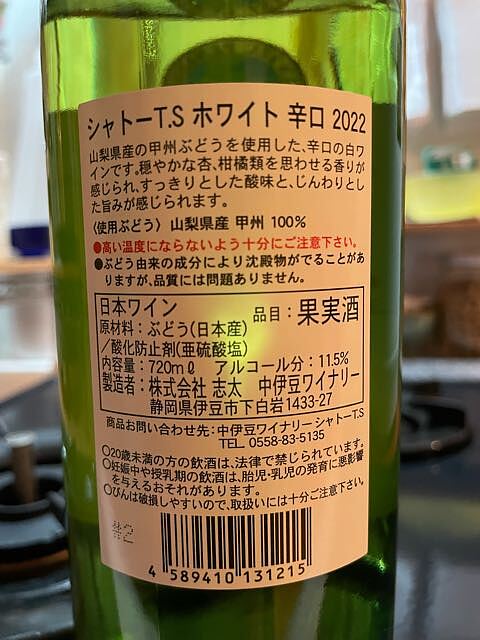 シャトーT.S ホワイト 辛口 2022
山梨県産の甲州ぶどうを使用した、辛口の白ワ
インです。穏やかな杏、柑橘類を思わせる香りが
感じられ、すっきりとした酸味と、じんわりとし
た旨みが感じられます。
〈使用ぶどう〉 山梨県産 甲州 100%
●高い温度にならないよう十分にご注意下さい。
●ぶどう由来の成分により沈殿物がでることがあ
りますが、品質には問題ありません。
日本ワイン 品目：果実酒
原材料：ぶどう(日本産)
／酸化防止剤(亜硫酸塩)
内容量：720mℓ アルコール分：11.5%
製造者：株式会社 志太 中伊豆ワイナリー
静岡県伊豆市下白岩1433-27
商品お問い合わせ先：中伊豆ワイナリー シャトーT.S
TEL. 0558-83-5135
○20歳未満の方の飲酒は、法律で禁じられています。
○妊娠中や授乳期の飲酒は、胎児・乳児の発育に悪影響
を与えるおそれがあります。
○びんは破損しやすいので、取扱いには十分ご注意下さい。
4 589410 131215